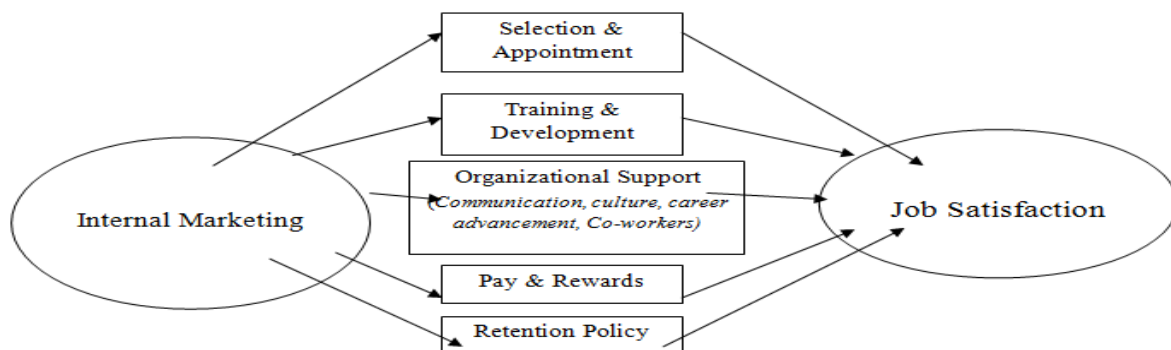 Selection &
Appointment
Training &
Development
Organizational Support
(Communication, culture, career
advancement, Co-workers)
Internal Marketing
Job Satisfaction
Pay & Rewards
Retention Policy